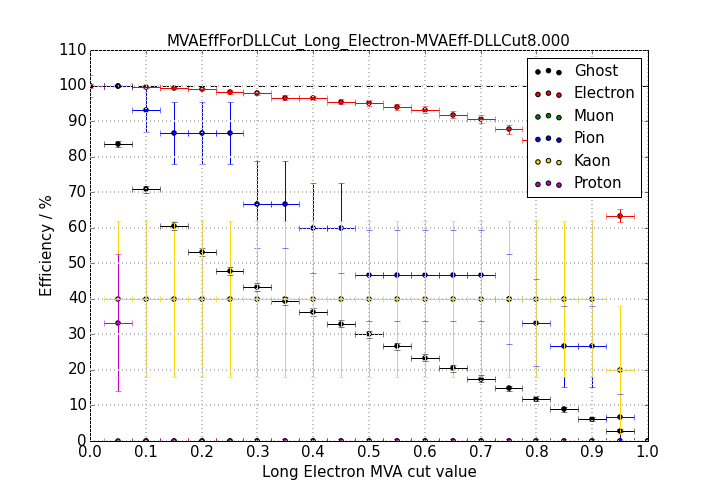 MVAEffForDLLCut_Long_Electron-MVAEff-DLLCut8.000
110
100
90
80
70
60
50
40
30
20
10
0
Efficiency / %
Ghost
Electron
Muon
Pion
Kaon
Proton
0.0 0.1 0.2 0.3 0.4 0.5 0.6 0.7 0.8 0.9 1.0
Long Electron MVA cut value